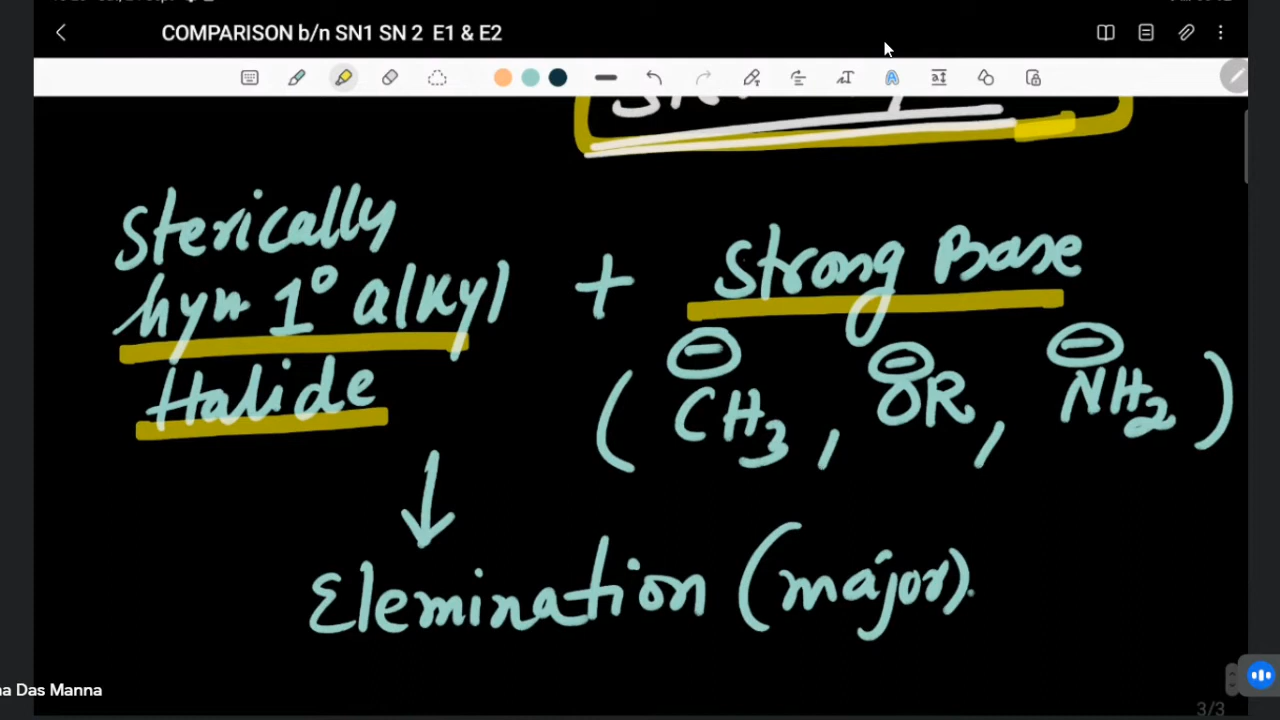 COMPARISON b/n SN1 SN 2 E1 & E2
Sterically
hyn 1° alkyl + Strong Base
Halide
( CH3⊖, ⊖OR, ⊖NH2 )
↓
Elemination (major).
a Das Manna
3/3